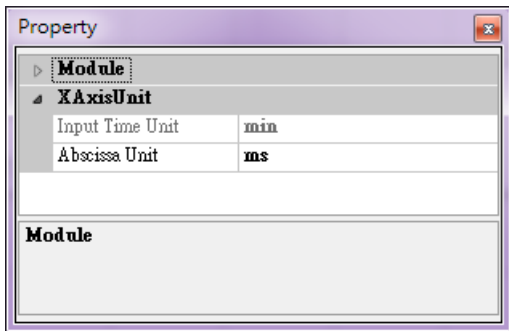 Property
Module
XAxisUnit
Input Time Unit min
Abscissa Unit ms
Module